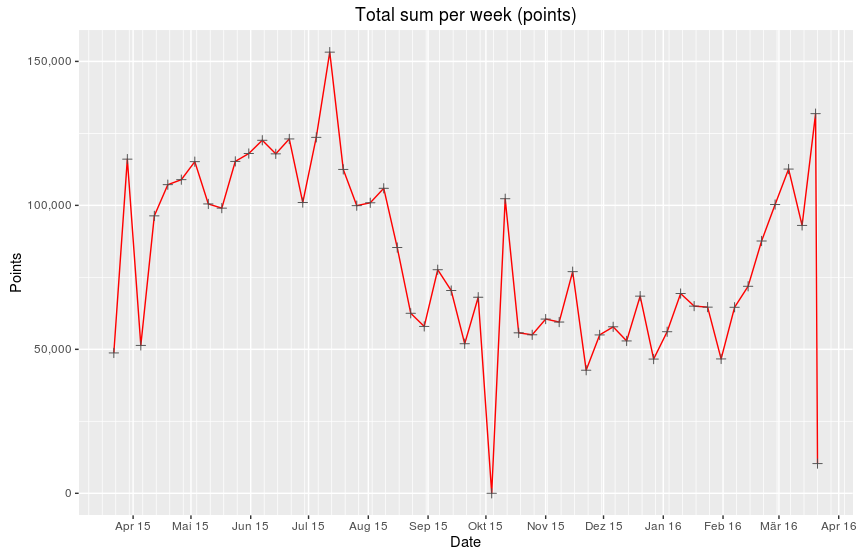 Total sum per week (points)
150,000
100,000
50,000
0
Points
Apr 15 Mai 15 Jun 15 Jul 15 Aug 15 Sep 15 Okt 15 Nov 15 Dez 15 Jan 16 Feb 16 Mär 16 Apr 16
Date